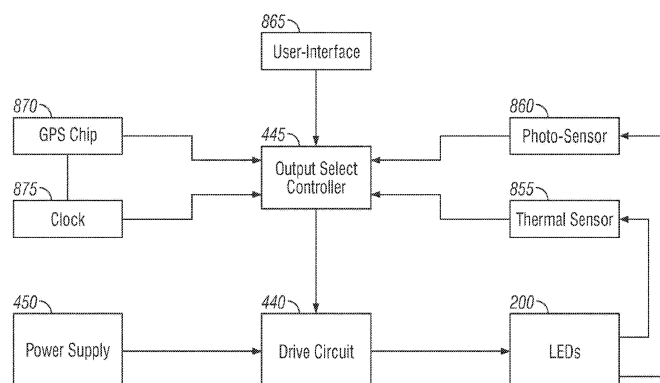 865
User-Interface
870
GPS Chip
445
Output Select
Controller
860
Photo-Sensor
875
Clock
855
Thermal Sensor
450
Power Supply
440
Drive Circuit
200
LEDs